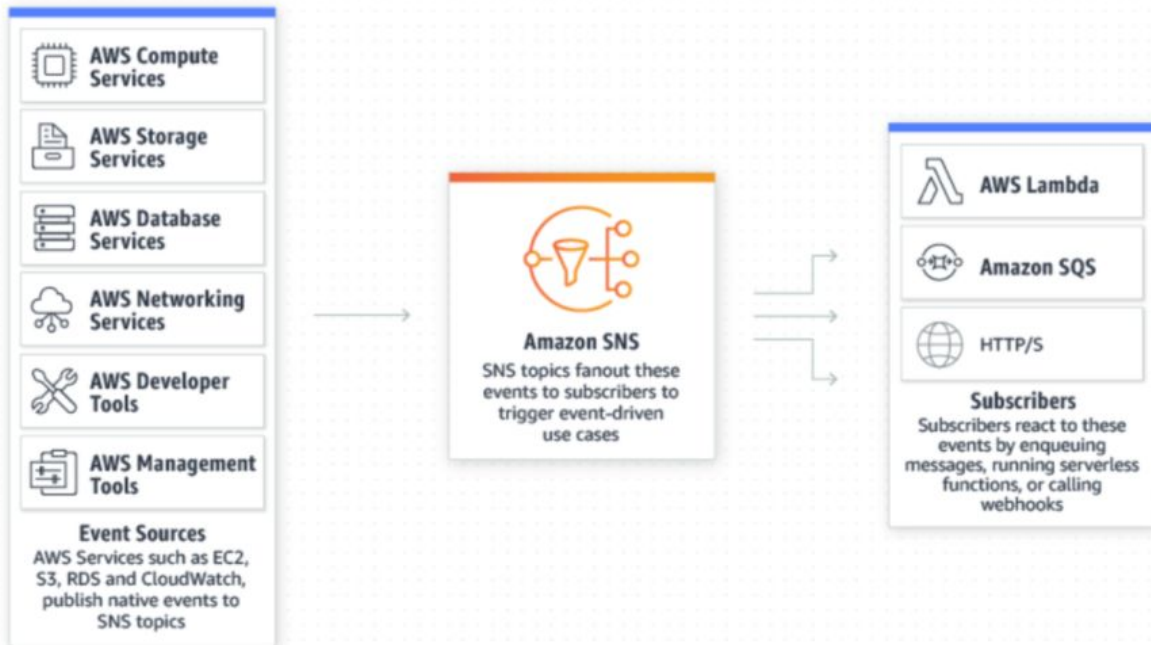 AWS Compute
Services
AWS Storage
Services
AWS Database
Services
AWS Networking
Services
AWS Developer
Tools
AWS Management
Tools
Event Sources
AWS Services such as EC2,
S3, RDS and CloudWatch,
publish native events to
SNS topics
Amazon SNS
SNS topics fanout these
events to subscribers to
trigger event-driven
use cases
AWS Lambda
Amazon SQS
HTTP/S
Subscribers
Subscribers react to these
events by enqueuing
messages, running serverless
functions, or calling
webhooks